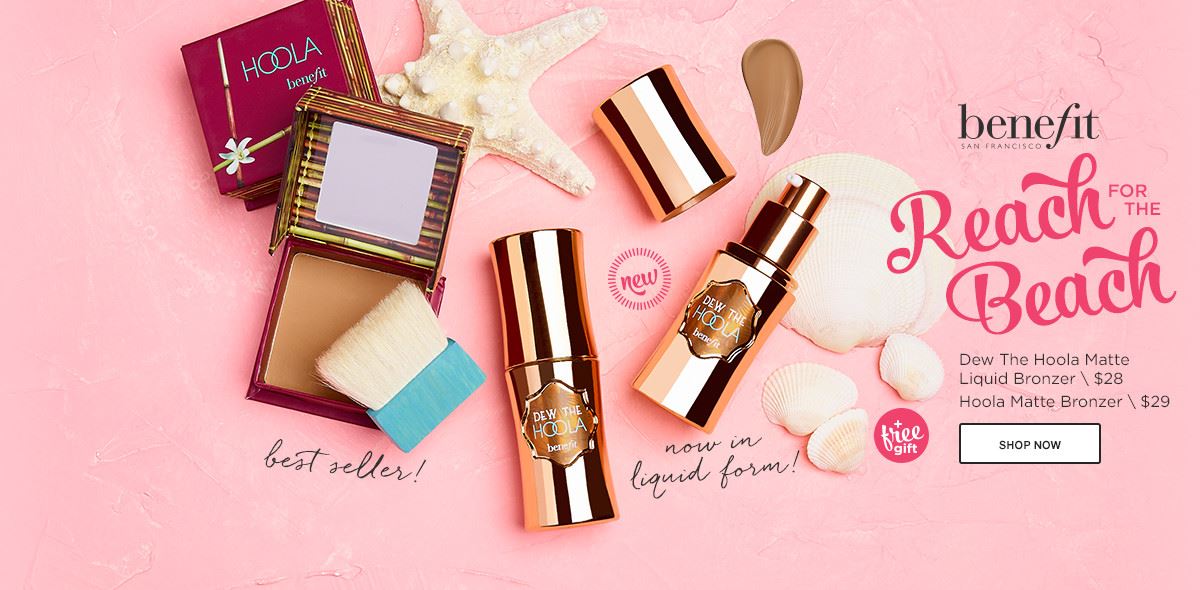 HOOLA
benefit
best seller!
DEW THE
HOOLA
benefit
new
DEW THE
HOOLA
benefit
now in
liquid form!
benefit
SAN FRANCISCO
Reach FOR THE
Beach
Dew The Hoola Matte
Liquid Bronzer \ $28
Hoola Matte Bronzer \ $29
+
free
gift
SHOP NOW